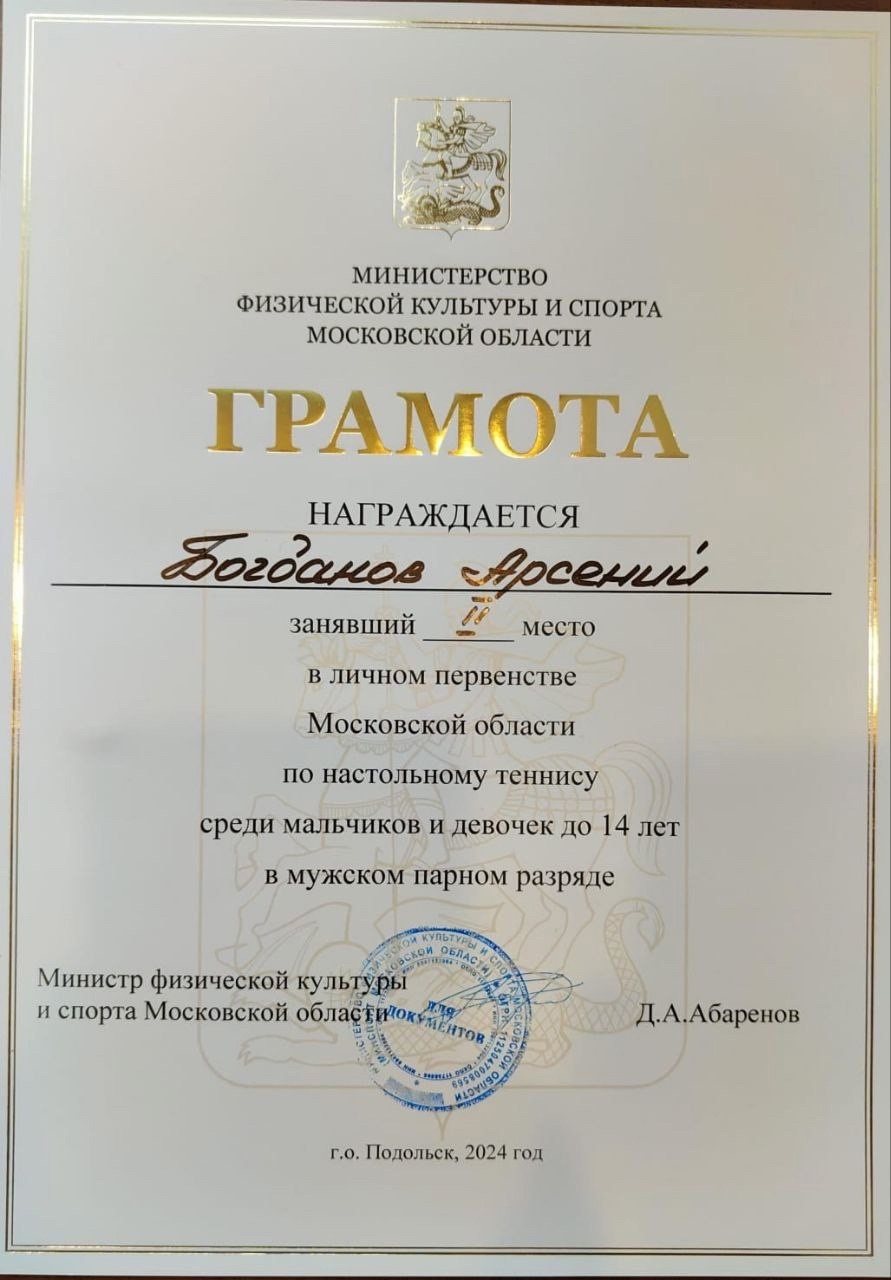 МИНИСТЕРСТВО
ФИЗИЧЕСКОЙ КУЛЬТУРЫ И СПОРТА
МОСКОВСКОЙ ОБЛАСТИ
ГРАМОТА
НАГРАЖДАЕТСЯ
Богданов Арсений
занявший II место
в личном первенстве
Московской области
по настольному теннису
среди мальчиков и девочек до 14 лет
в мужском парном разряде
Министр физической культуры
и спорта Московской области
Д.А.Абаренов
ДЛЯ
ДОКУМЕНТОВ
г.о. Подольск, 2024 год